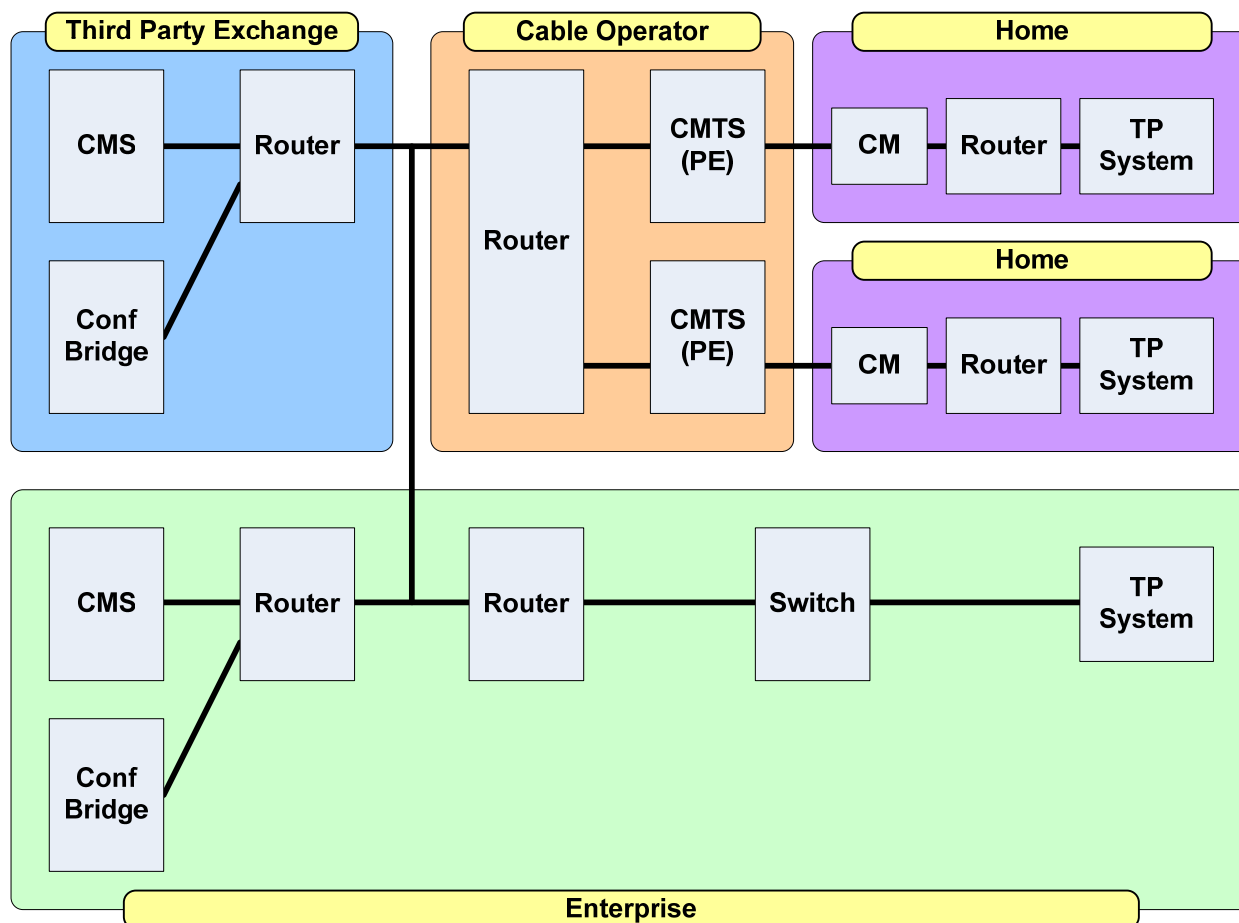 Third Party Exchange
Cable Operator
Home
CMS
Router
CMTS
(PE)
CM
Router
TP
System
Router
Home
Conf
Bridge
CMTS
(PE)
CM
Router
TP
System
CMS
Router
Router
Switch
TP
System
Conf
Bridge
Enterprise